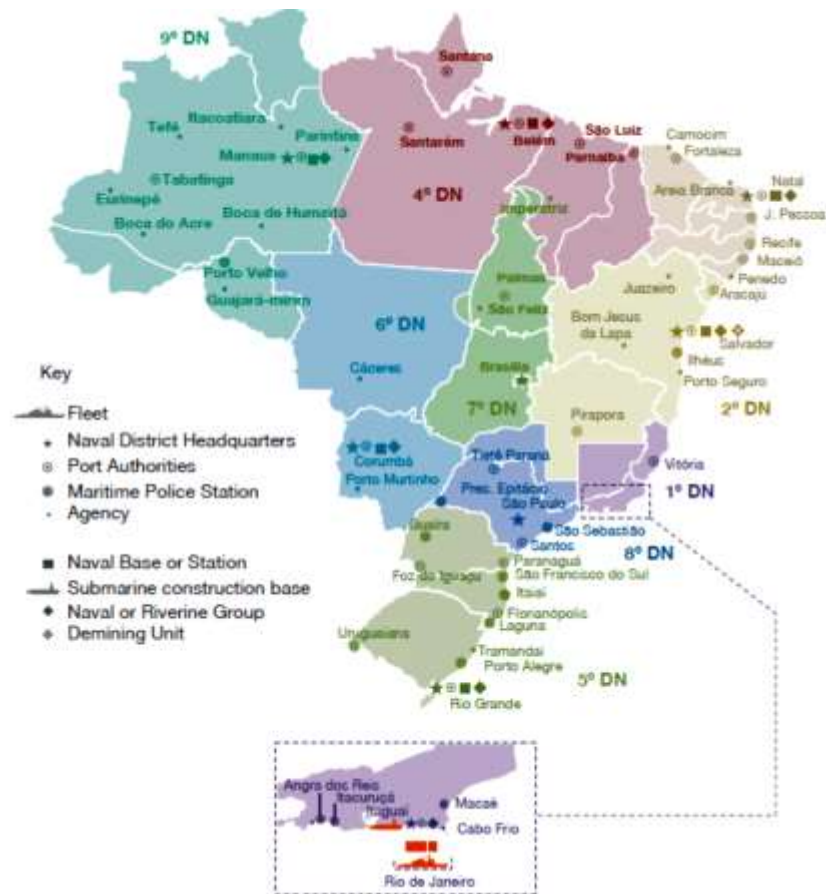 9º DN
Santana
Itacoatiara
Tefé
Parintins
Manaus
Santarém
Belém
São Luiz
Parnaíba
Camocim
Fortaleza
Tabatinga
Eurinepé
4º DN
Imperatriz
Areia Branca
Natal
J. Pessoa
Boca do Acre
Boca de Humaitá
Recife
Maceió
Porto Velho
Palmas
Juazeiro
Penedo
Guajará-mirim
São Felix
Aracaju
6º DN
Bom Jesus
da Lapa
Salvador
Ilhéus
Key
Cáceres
Brasília
Porto Seguro
Fleet
7º DN
Pirapora
2º DN
Naval District Headquarters
Port Authorities
Corumbá
Tietê Paraná
Vitória
Maritime Police Station
Porto Murtinho
Pres. Epitácio
São Paulo
1º DN
Agency
São Sebastião
Guaíra
Santos
8º DN
Naval Base or Station
Foz do Iguaçu
Paranaguá
São Francisco do Sul
Submarine construction base
Itajaí
Naval or Riverine Group
Florianópolis
Demining Unit
Laguna
Uruguaiana
Tramandaí
Porto Alegre
5º DN
Rio Grande
Angra dos Reis
Itacuruçá
Itaguaí
Macaé
Cabo Frio
Rio de Janeiro